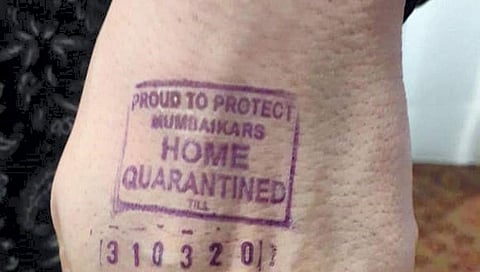 PROUD TO PROTECT
MUMBAIKARS
HOME
QUARANTINED
TILL
310320